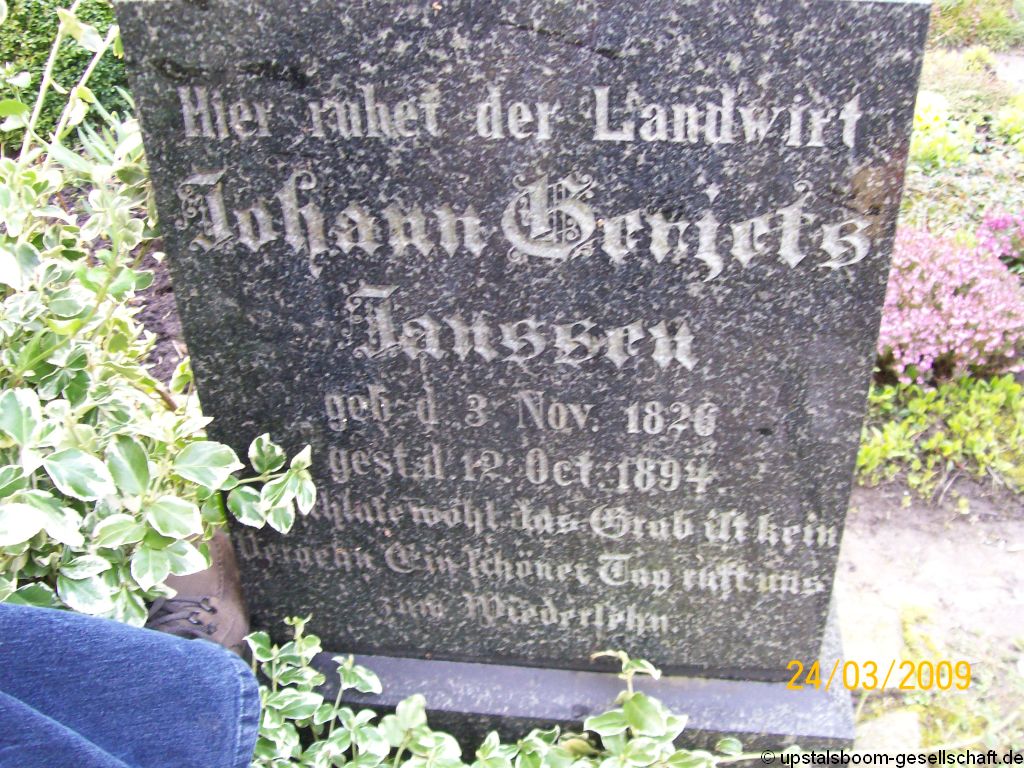 Hier ruhet der Landwirt
Johann Gerjets
Janssen
geb. d. 3. Nov. 1826
gest. d. 12. Oct. 1894.
Schlafe wohl, das Grab ist kein
Vergehn Ein schöner Tag ruft uns
zum Wiedersehn.
24/03/2009
© upstalsboom-gesellschaft.de